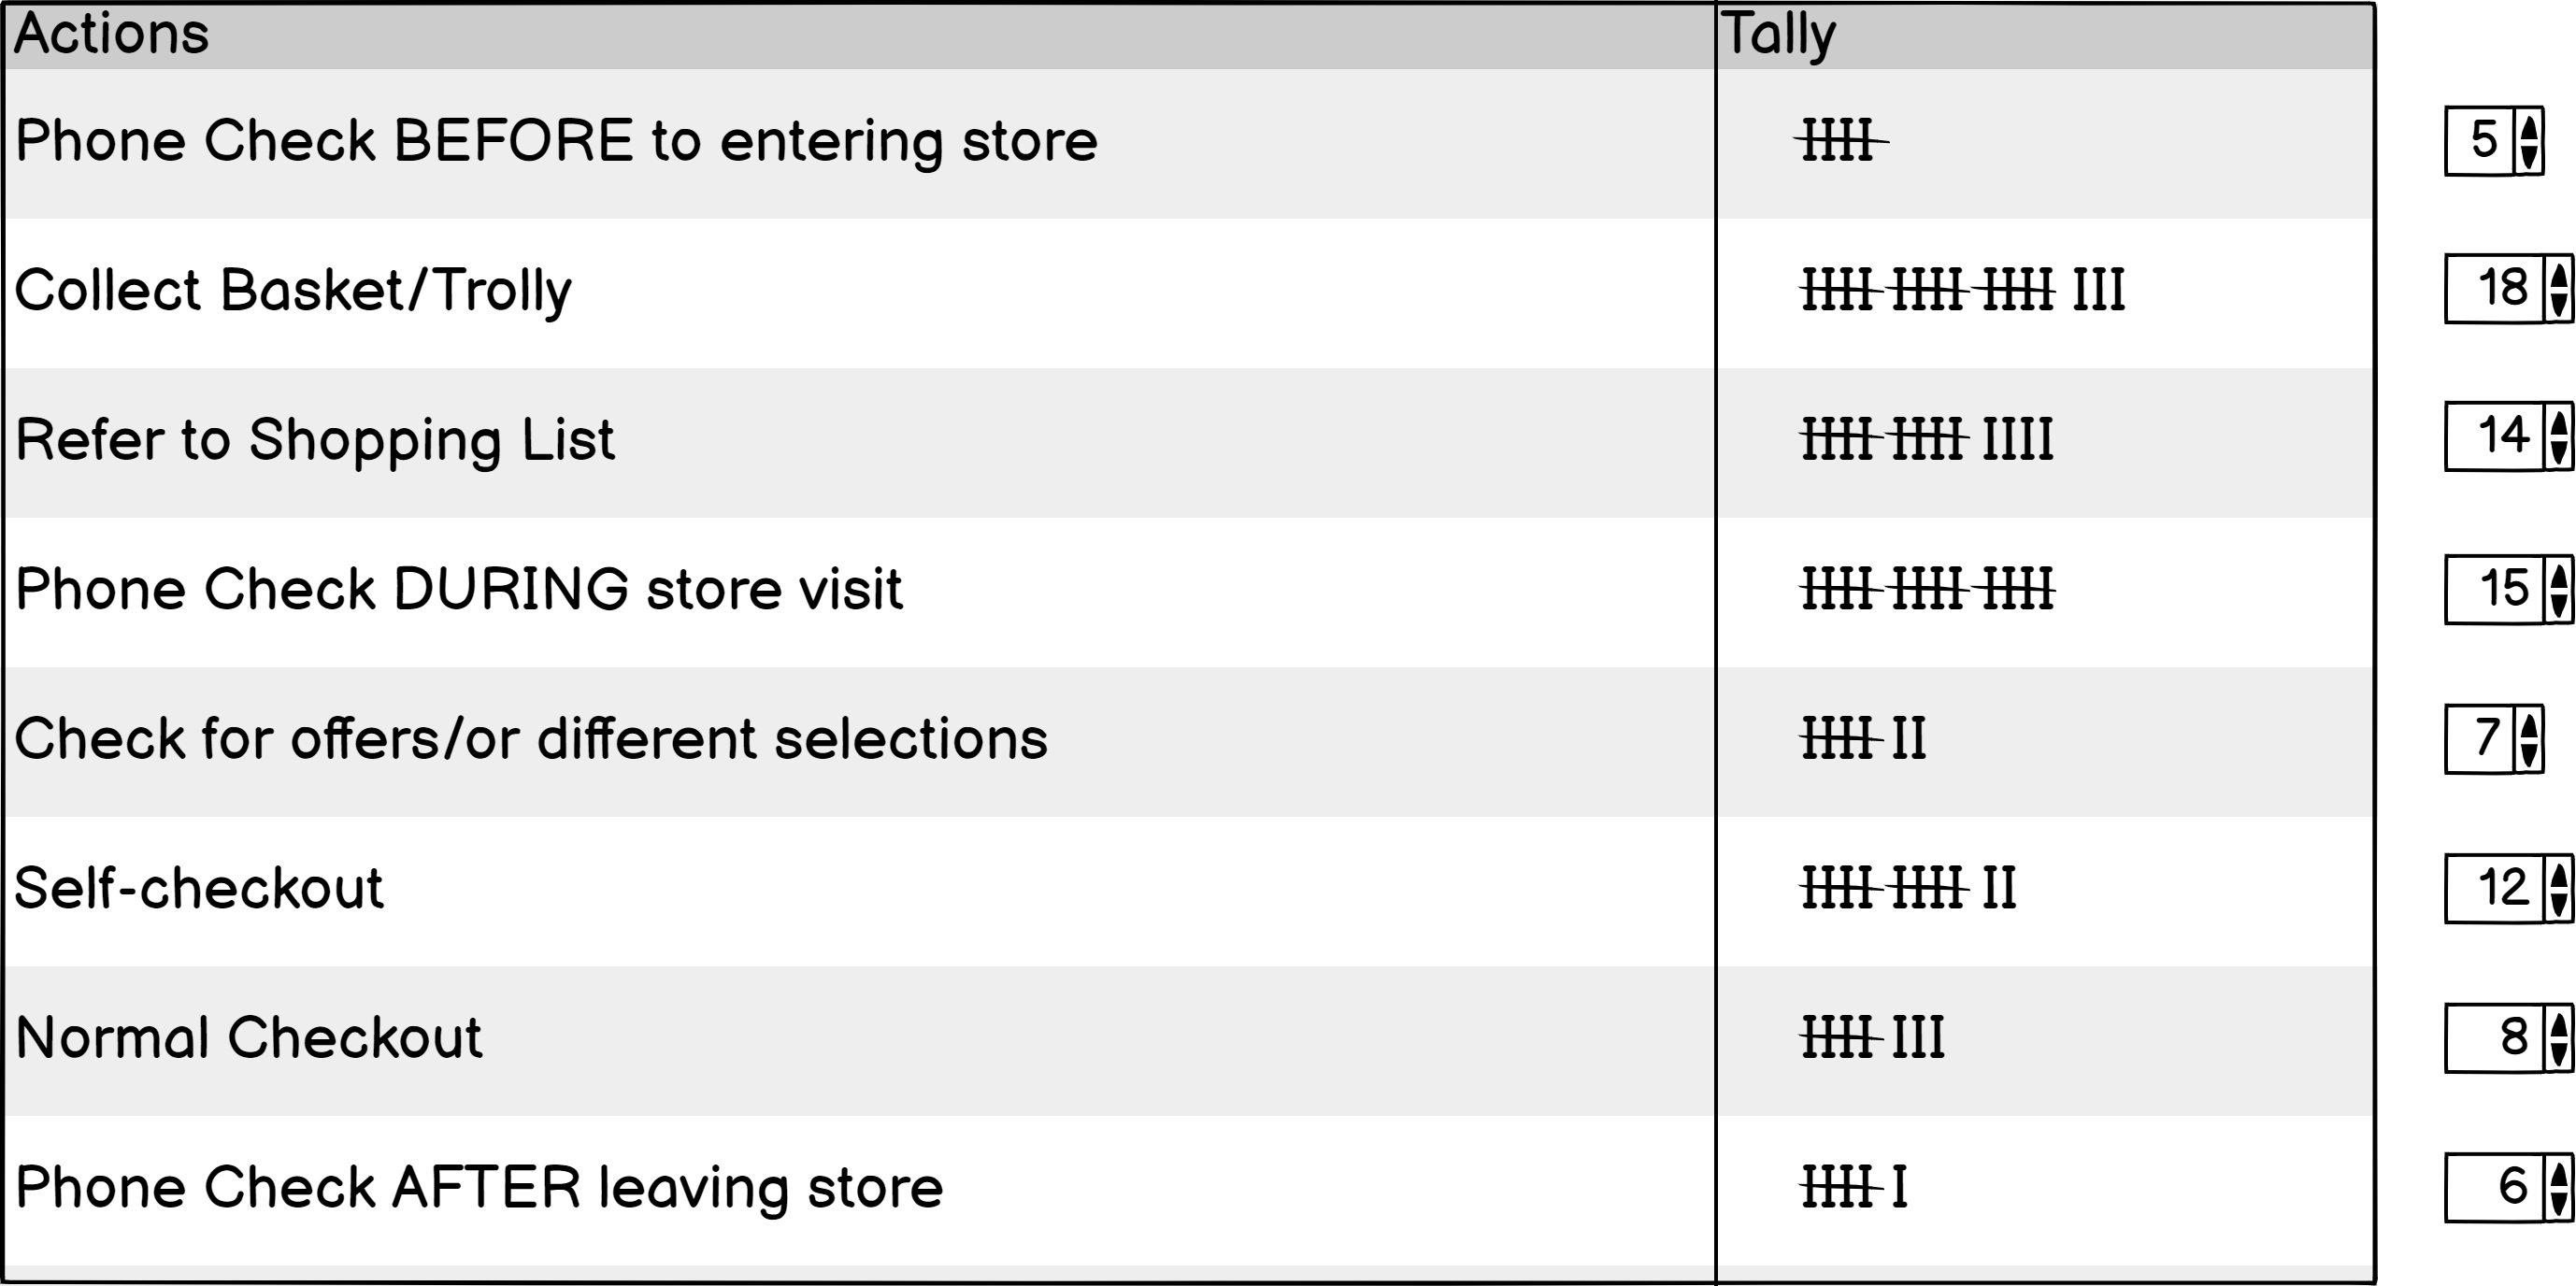 Actions Tally
Phone Check BEFORE to entering store IIII 5
Collect Basket/Trolly IIII IIII IIII III 18
Refer to Shopping List IIII IIII IIII 14
Phone Check DURING store visit IIII IIII IIII 15
Check for offers/or different selections IIII II 7
Self-checkout IIII IIII II 12
Normal Checkout IIII III 8
Phone Check AFTER leaving store IIII I 6